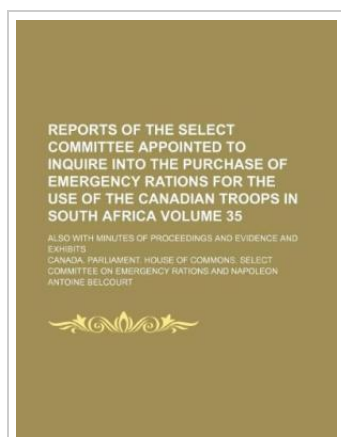 REPORTS OF THE SELECT
COMMITTEE APPOINTED TO
INQUIRE INTO THE PURCHASE OF
EMERGENCY RATIONS FOR THE
USE OF THE CANADIAN TROOPS IN
SOUTH AFRICA VOLUME 35
ALSO WITH MINUTES OF PROCEEDINGS AND EVIDENCE AND
EXHIBITS
CANADA. PARLIAMENT. HOUSE OF COMMONS. SELECT
COMMITTEE ON EMERGENCY RATIONS AND NAPOLEON
ANTOINE BELCOURT